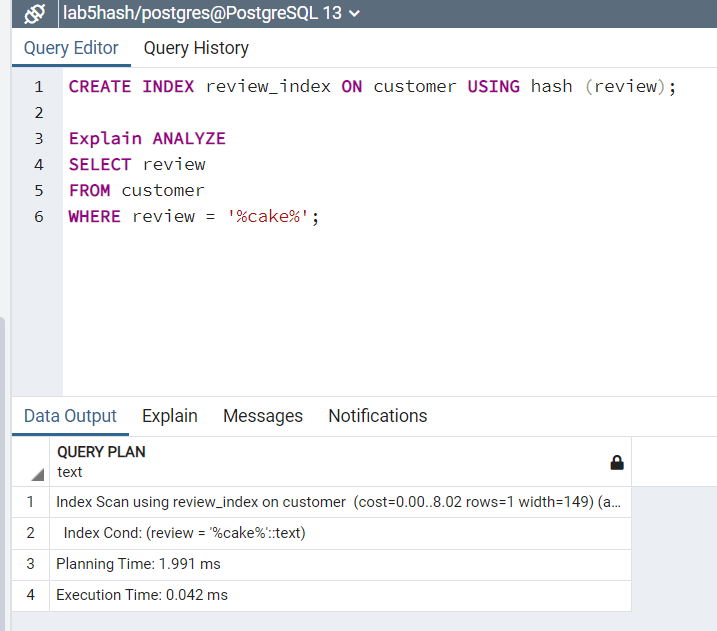 lab5hash/postgres@PostgreSQL 13
Query Editor Query History
1 CREATE INDEX review_index ON customer USING hash (review);
2
3 Explain ANALYZE
4 SELECT review
5 FROM customer
6 WHERE review = '%cake%';
Data Output Explain Messages Notifications
QUERY PLAN
text
1 Index Scan using review_index on customer (cost=0.00..8.02 rows=1 width=149) (a...
2 Index Cond: (review = '%cake%'::text)
3 Planning Time: 1.991 ms
4 Execution Time: 0.042 ms